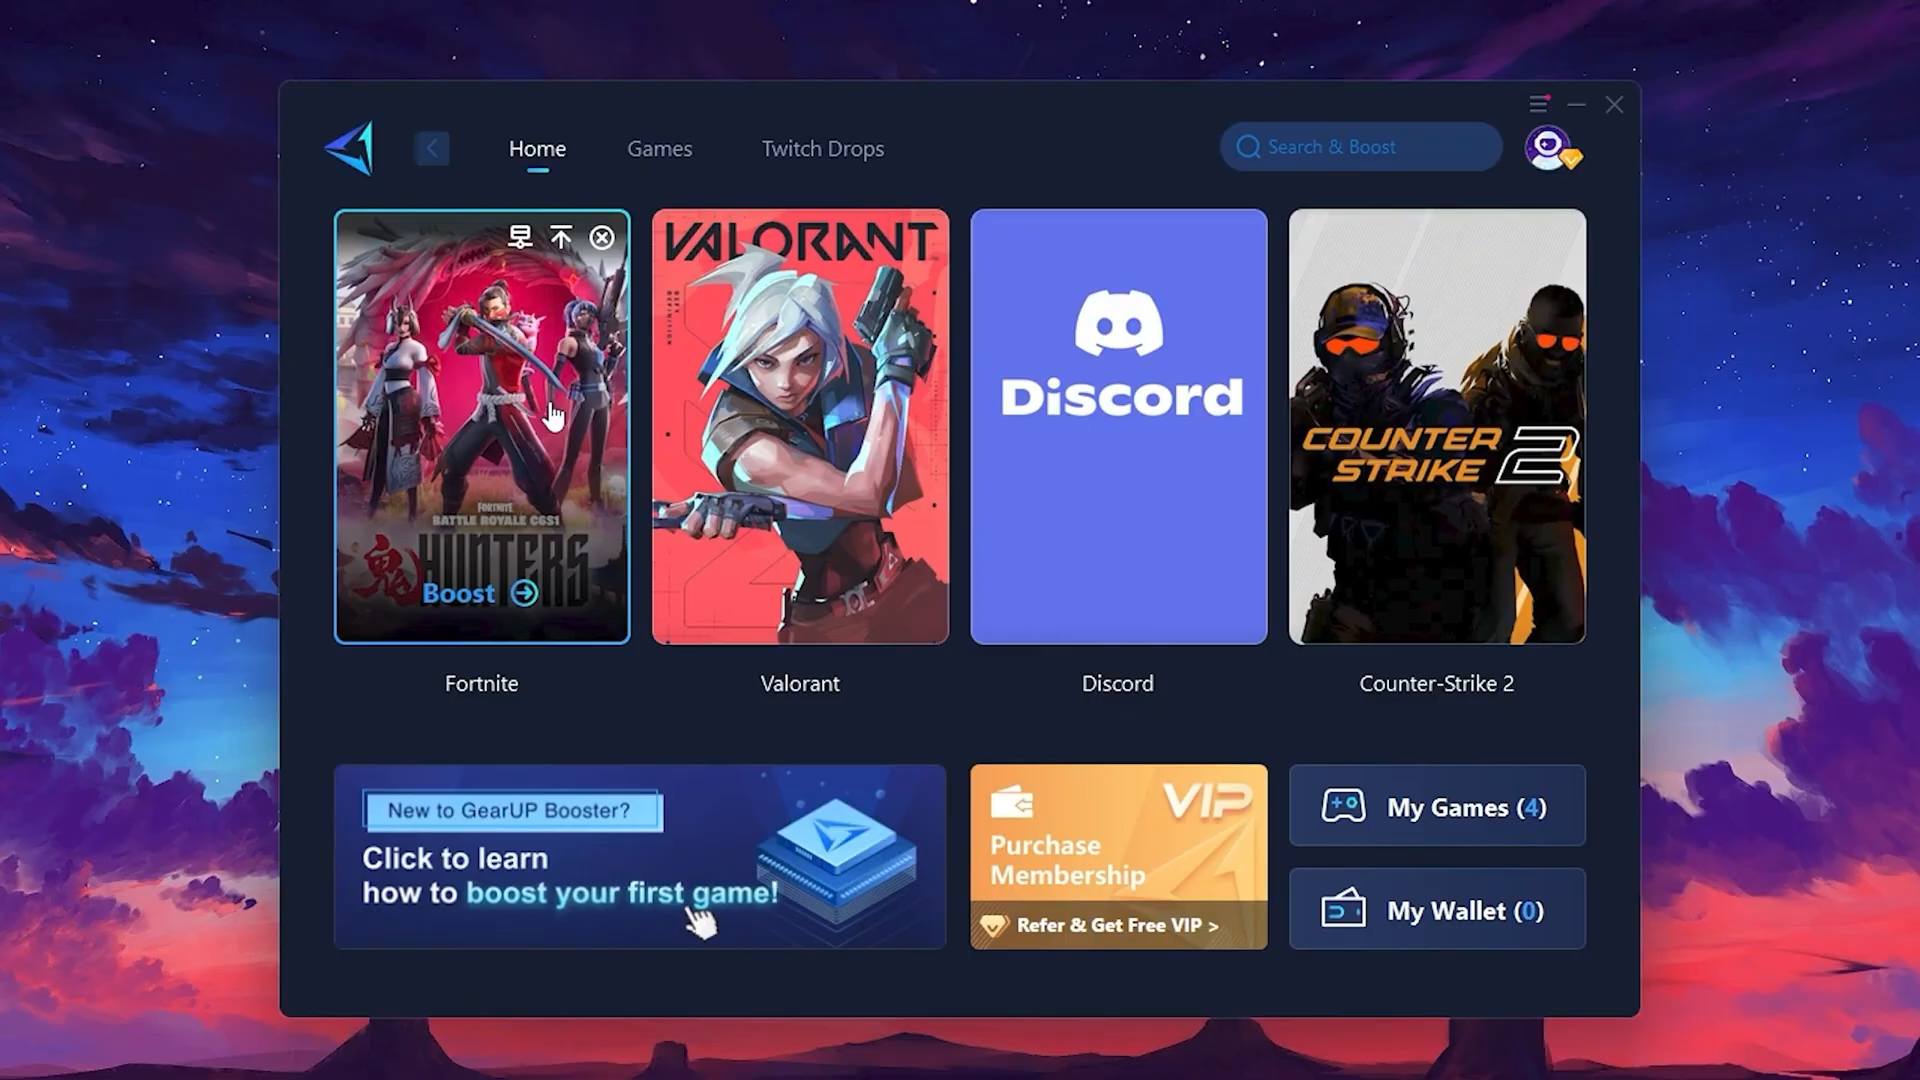 Home
Games
Twitch Drops
Search & Boost
FORTNITE
BATTLE ROYALE C6S1
鬼 HUNTERS
Boost
VALORANT
Discord
COUNTER
STRIKE 2
Fortnite
Valorant
Discord
Counter-Strike 2
New to GearUP Booster?
Click to learn
how to boost your first game!
VIP
Purchase
Membership
Refer & Get Free VIP >
My Games (4)
My Wallet (0)